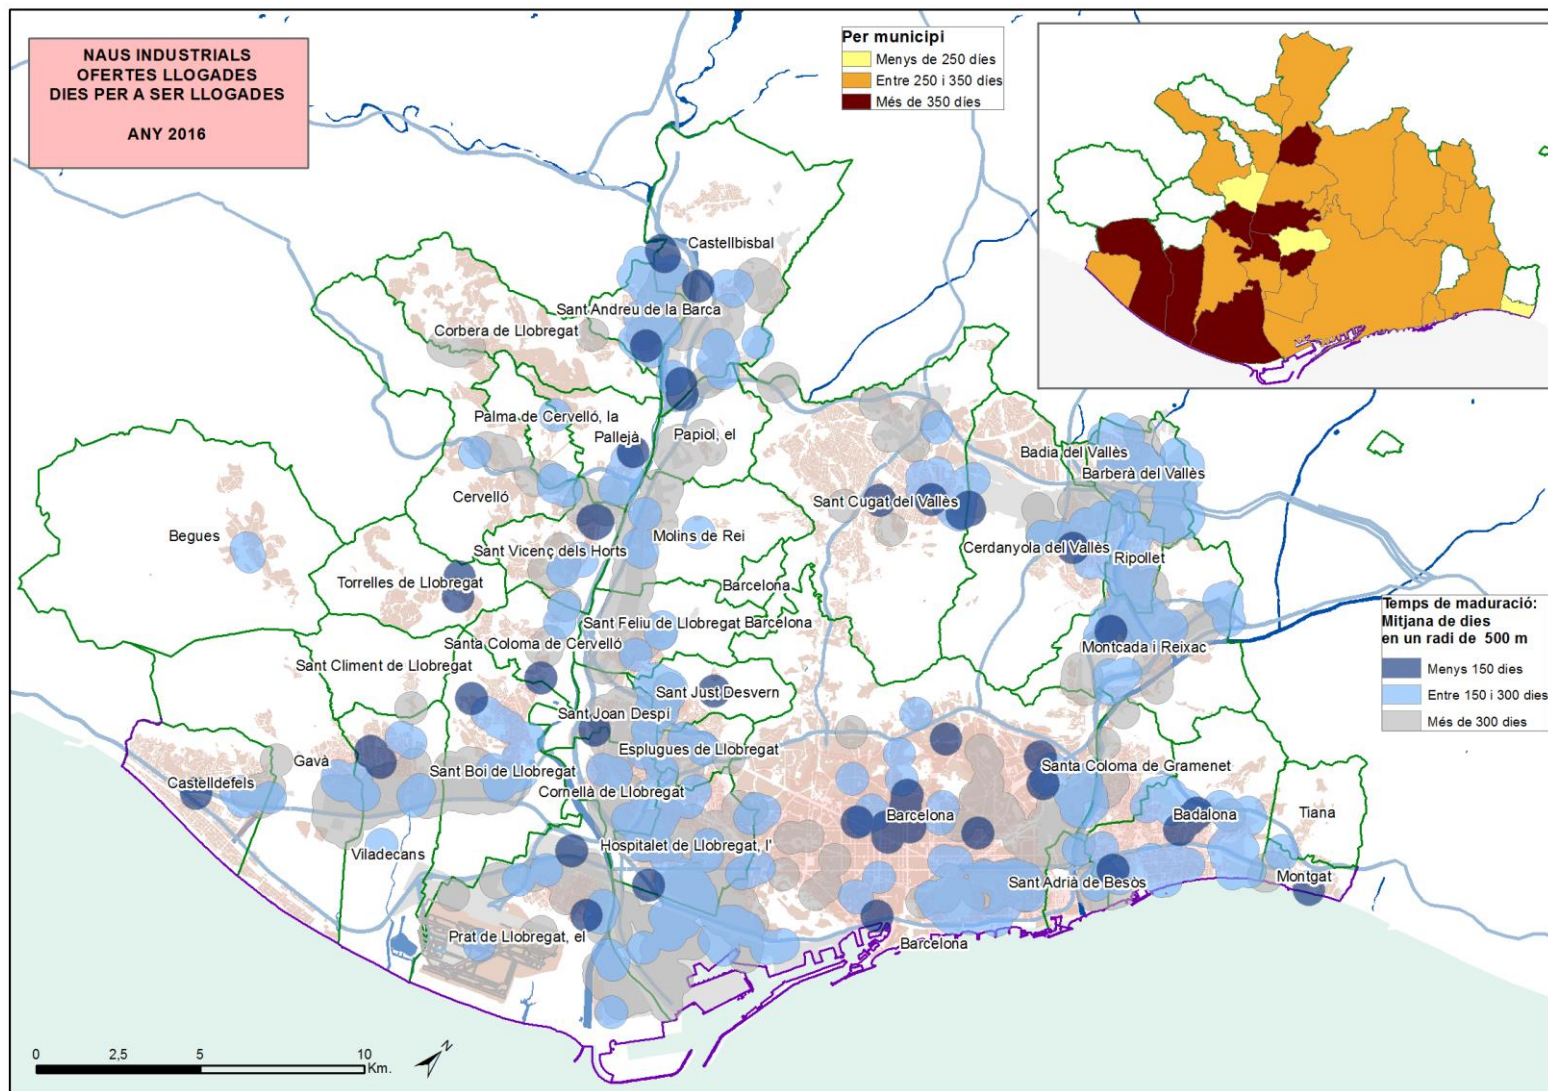 NAUS INDUSTRIALS
OFERTES LLOGADES
DIES PER A SER LLOGADES
ANY 2016
Per municipi
Menys de 250 dies
Entre 250 i 350 dies
Més de 350 dies
Castellbisbal
Sant Andreu de la Barca
Corbera de Llobregat
Palma de Cervelló, la
Pallejà
Papiol, el
Badia del Vallès
Barberà del Vallès
Cervelló
Sant Cugat del Vallès
Begues
Sant Vicenç dels Horts
Molins de Rei
Cerdanyola del Vallès
Ripollet
Torrelles de Llobregat
Barcelona
Sant Feliu de Llobregat
Barcelona
Santa Coloma de Cervelló
Montcada i Reixac
Sant Climent de Llobregat
Sant Just Desvern
Sant Joan Despí
Esplugues de Llobregat
Gavà
Sant Boi de Llobregat
Santa Coloma de Gramenet
Castelldefels
Cornellà de Llobregat
Barcelona
Badalona
Tiana
Viladecans
Hospitalet de Llobregat, l'
Sant Adrià de Besòs
Montgat
Prat de Llobregat, el
Barcelona
Temps de maduració:
Mitjana de dies
en un radi de 500 m
Menys 150 dies
Entre 150 i 300 dies
Més de 300 dies
0 2,5 5 10
Km.
N